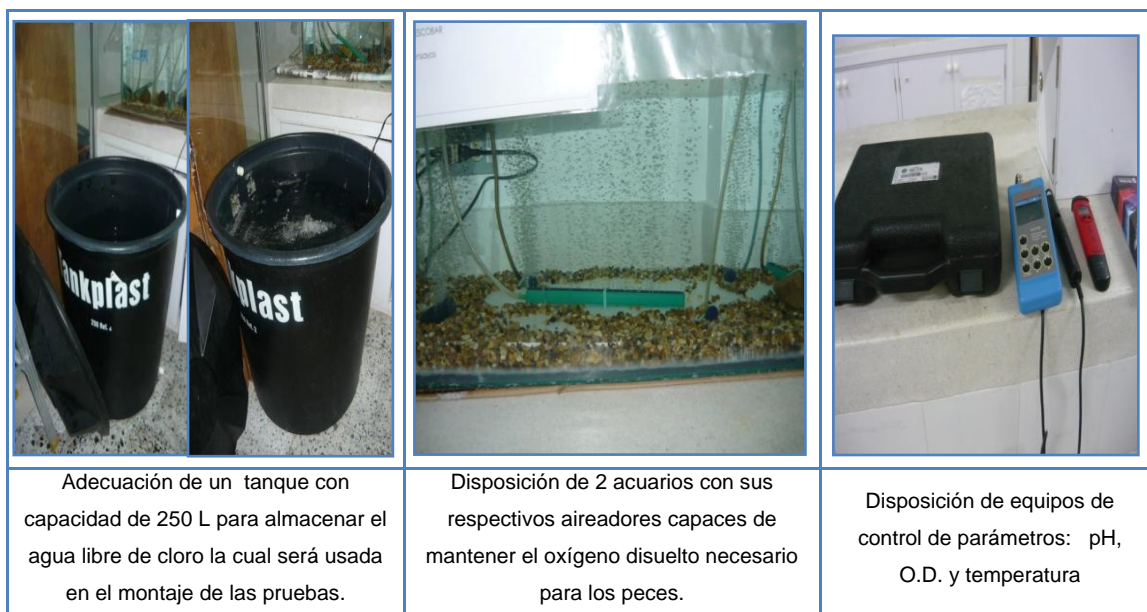 ankplast
kplast
SCOBAR
Adecuación de un tanque con
capacidad de 250 L para almacenar el
agua libre de cloro la cual será usada
en el montaje de las pruebas.
Disposición de 2 acuarios con sus
respectivos aireadores capaces de
mantener el oxígeno disuelto necesario
para los peces.
Disposición de equipos de
control de parámetros: pH,
O.D. y temperatura